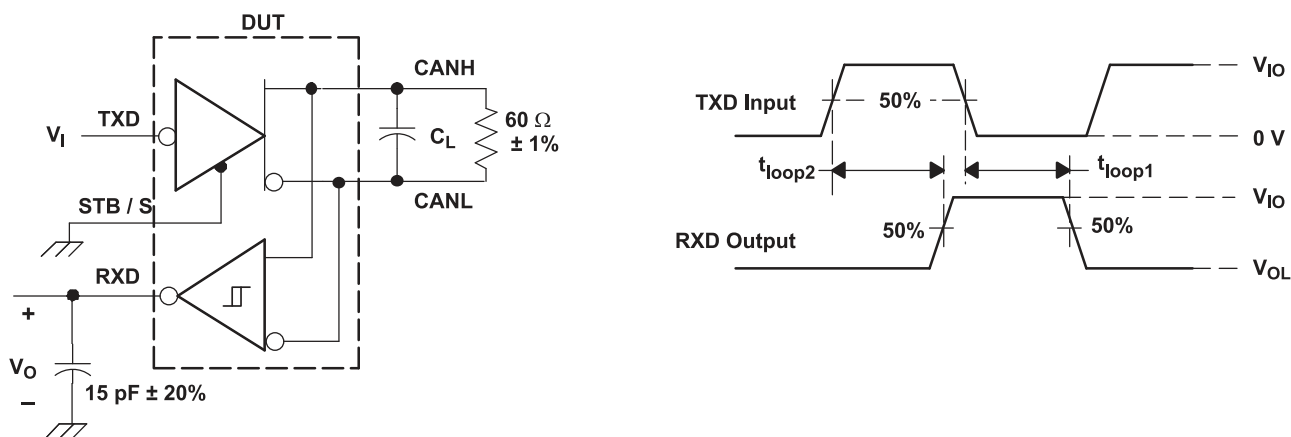 DUT
CANH
TXD
V_I
C_L
60 Ω
± 1%
STB / S
CANL
RXD
+
V_O
15 pF ± 20%
–
V_IO
TXD Input
50%
0 V
t_loop2
t_loop1
V_IO
50%
50%
RXD Output
V_OL